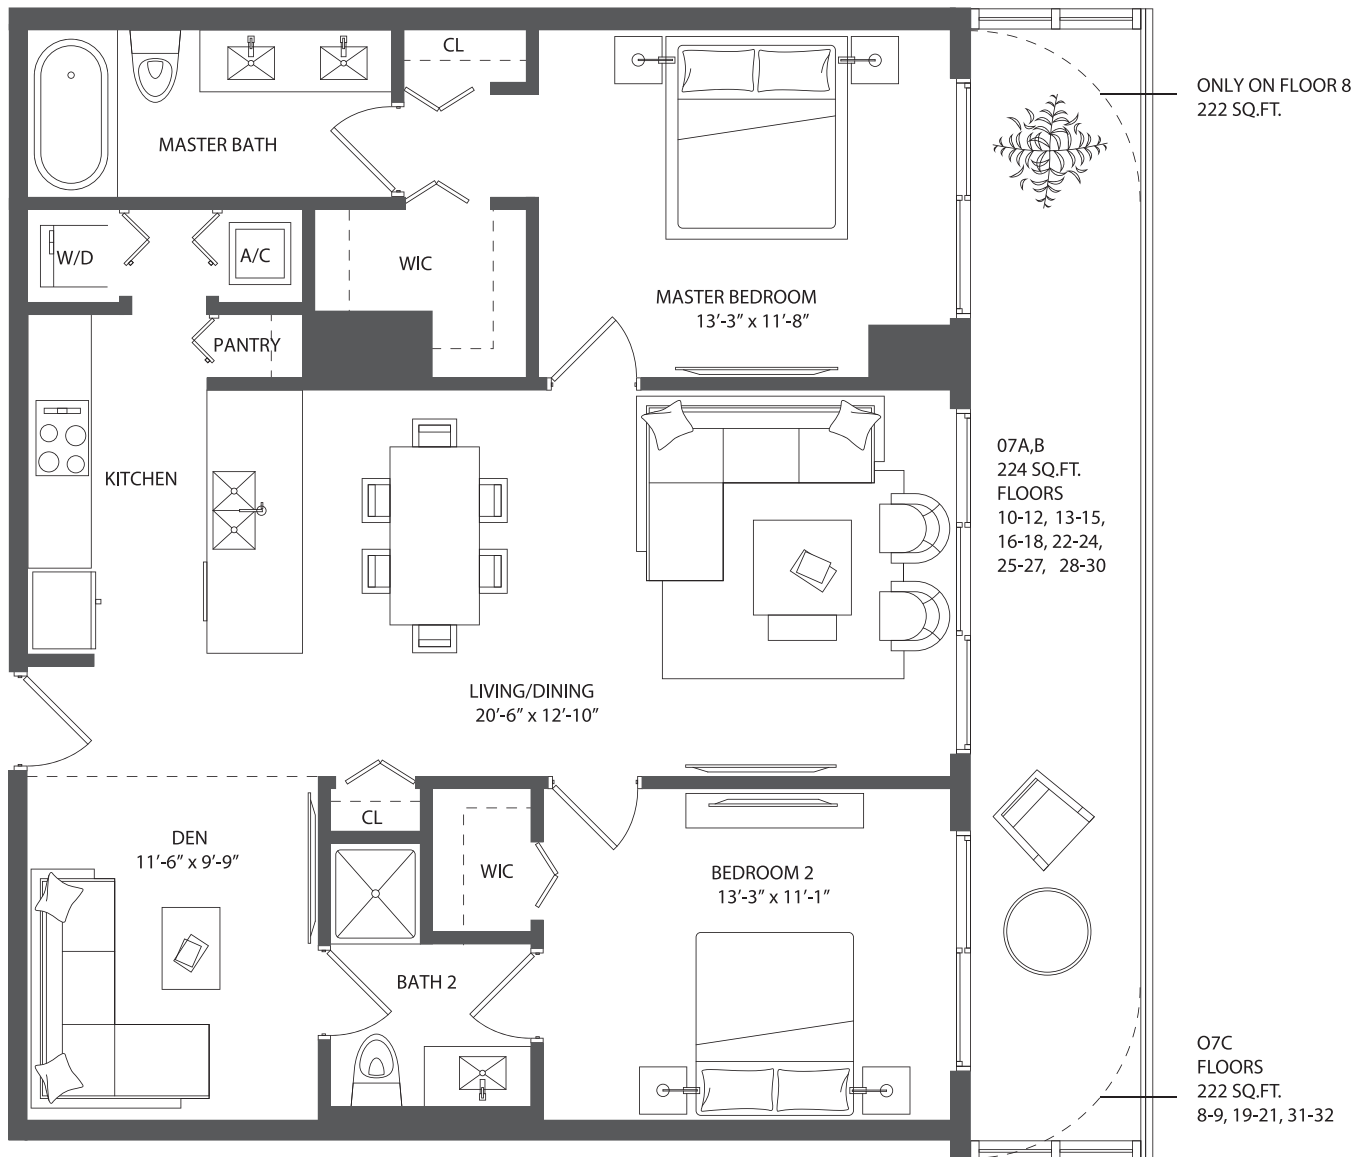 CL
ONLY ON FLOOR 8
222 SQ.FT.
MASTER BATH
W/D
A/C
WIC
MASTER BEDROOM
13'-3" x 11'-8"
PANTRY
KITCHEN
07A,B
224 SQ.FT.
FLOORS
10-12, 13-15,
16-18, 22-24,
25-27, 28-30
LIVING/DINING
20'-6" x 12'-10"
CL
DEN
11'-6" x 9'-9"
WIC
BEDROOM 2
13'-3" x 11'-1"
BATH 2
O7C
FLOORS
222 SQ.FT.
8-9, 19-21, 31-32